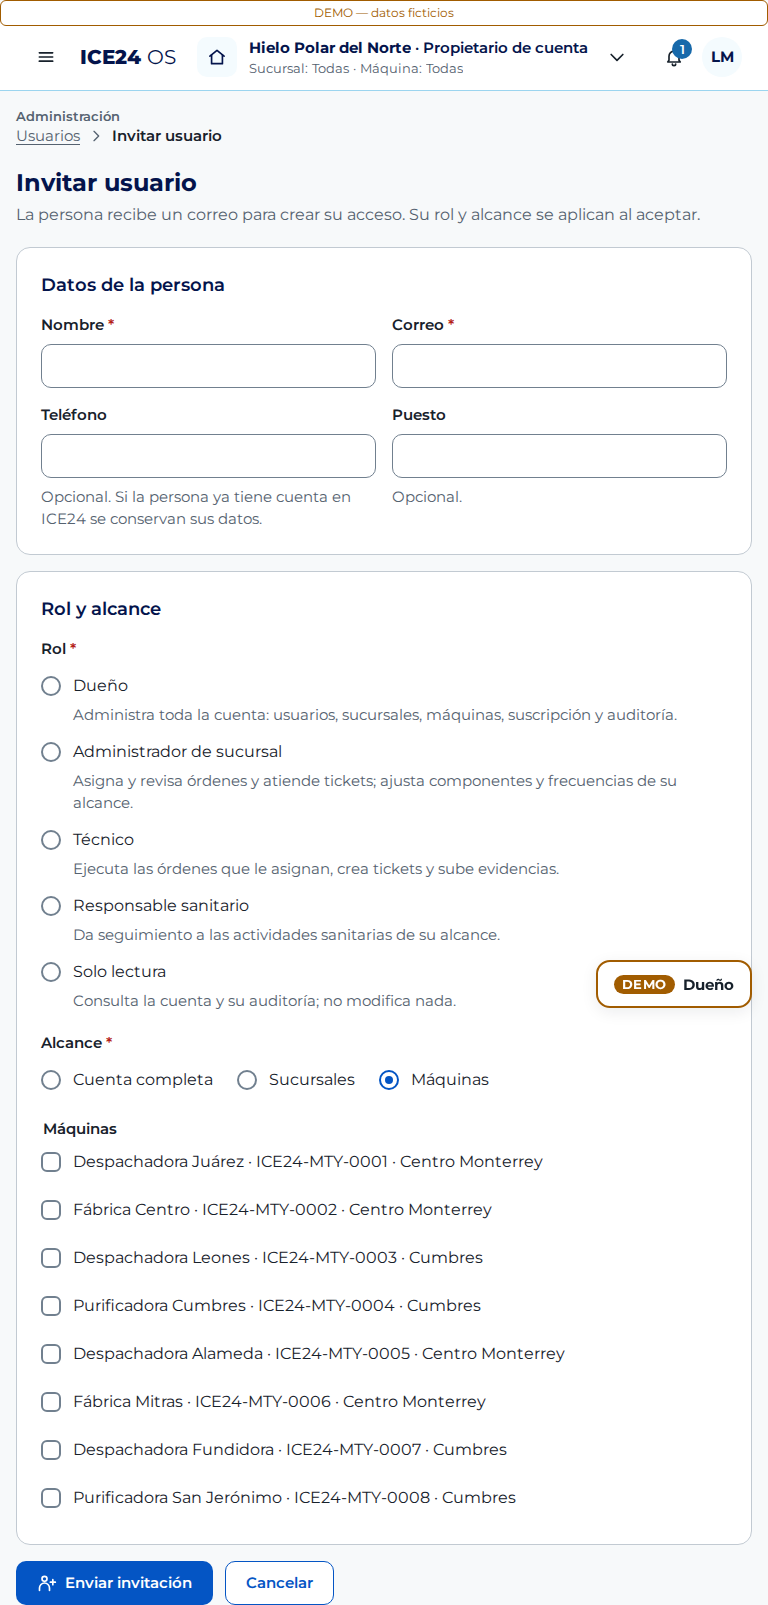 DEMO — datos ficticios
ICE24 OS
Hielo Polar del Norte · Propietario de cuenta
Sucursal: Todas · Máquina: Todas
1
LM
Administración
Usuarios > Invitar usuario
Invitar usuario
La persona recibe un correo para crear su acceso. Su rol y alcance se aplican al aceptar.
Datos de la persona
Nombre *
Correo *
Teléfono
Puesto
Opcional. Si la persona ya tiene cuenta en
ICE24 se conservan sus datos.
Opcional.
Rol y alcance
Rol *
Dueño
Administra toda la cuenta: usuarios, sucursales, máquinas, suscripción y auditoría.
Administrador de sucursal
Asigna y revisa órdenes y atiende tickets; ajusta componentes y frecuencias de su
alcance.
Técnico
Ejecuta las órdenes que le asignan, crea tickets y sube evidencias.
Responsable sanitario
Da seguimiento a las actividades sanitarias de su alcance.
Solo lectura
Consulta la cuenta y su auditoría; no modifica nada.
DEMO Dueño
Alcance *
Cuenta completa
Sucursales
Máquinas
Máquinas
Despachadora Juárez · ICE24-MTY-0001 · Centro Monterrey
Fábrica Centro · ICE24-MTY-0002 · Centro Monterrey
Despachadora Leones · ICE24-MTY-0003 · Cumbres
Purificadora Cumbres · ICE24-MTY-0004 · Cumbres
Despachadora Alameda · ICE24-MTY-0005 · Centro Monterrey
Fábrica Mitras · ICE24-MTY-0006 · Centro Monterrey
Despachadora Fundidora · ICE24-MTY-0007 · Cumbres
Purificadora San Jerónimo · ICE24-MTY-0008 · Cumbres
Enviar invitación
Cancelar